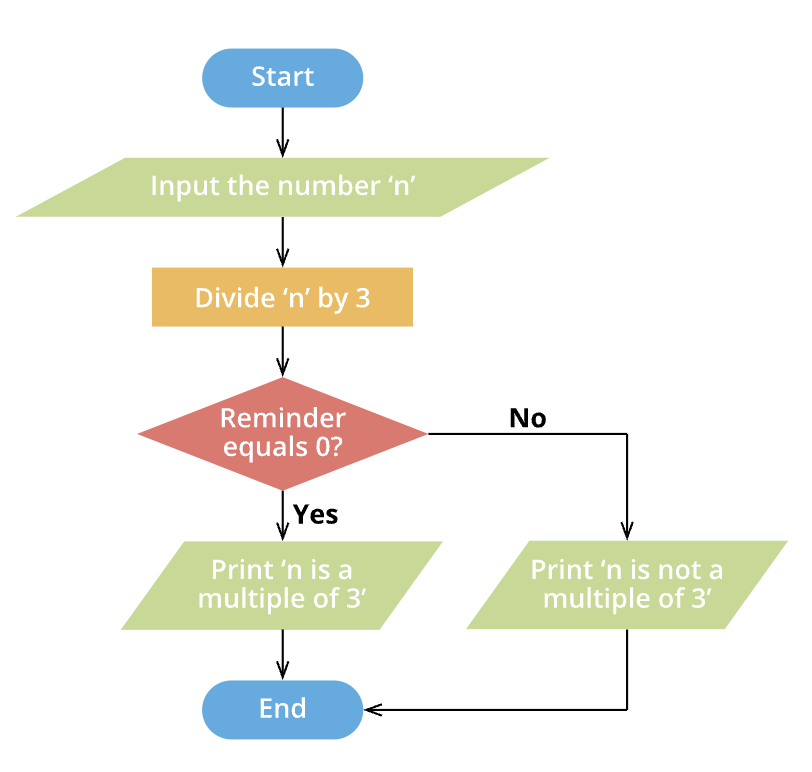 Start
Input the number ‘n’
Divide ‘n’ by 3
Reminder
equals 0?
No
Yes
Print ‘n is a
multiple of 3’
Print ‘n is not a
multiple of 3’
End